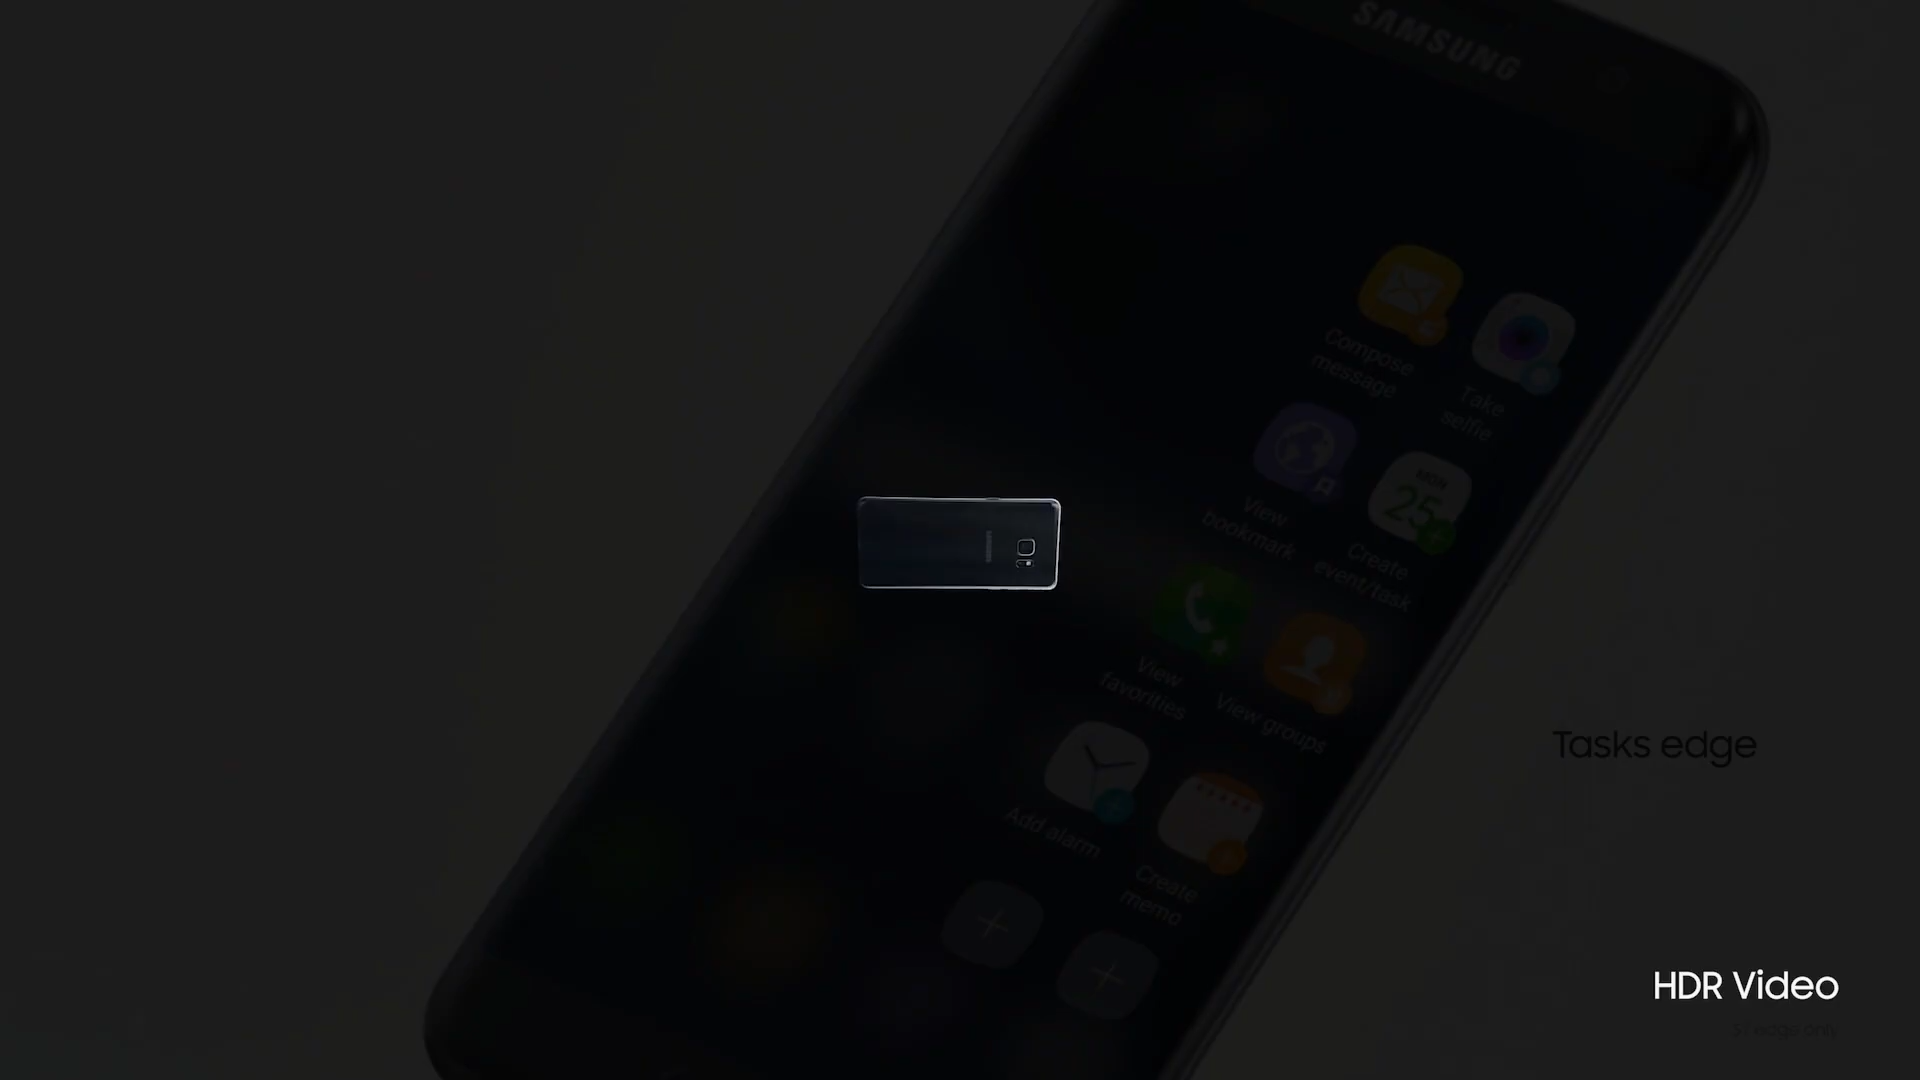 SAMSUNG
Compose
message
Take
selfie
View
bookmark
MON
25
Create
event/task
View
favorites
View groups
Add alarm
Create
memo
Tasks edge
HDR Video
S7 edge only